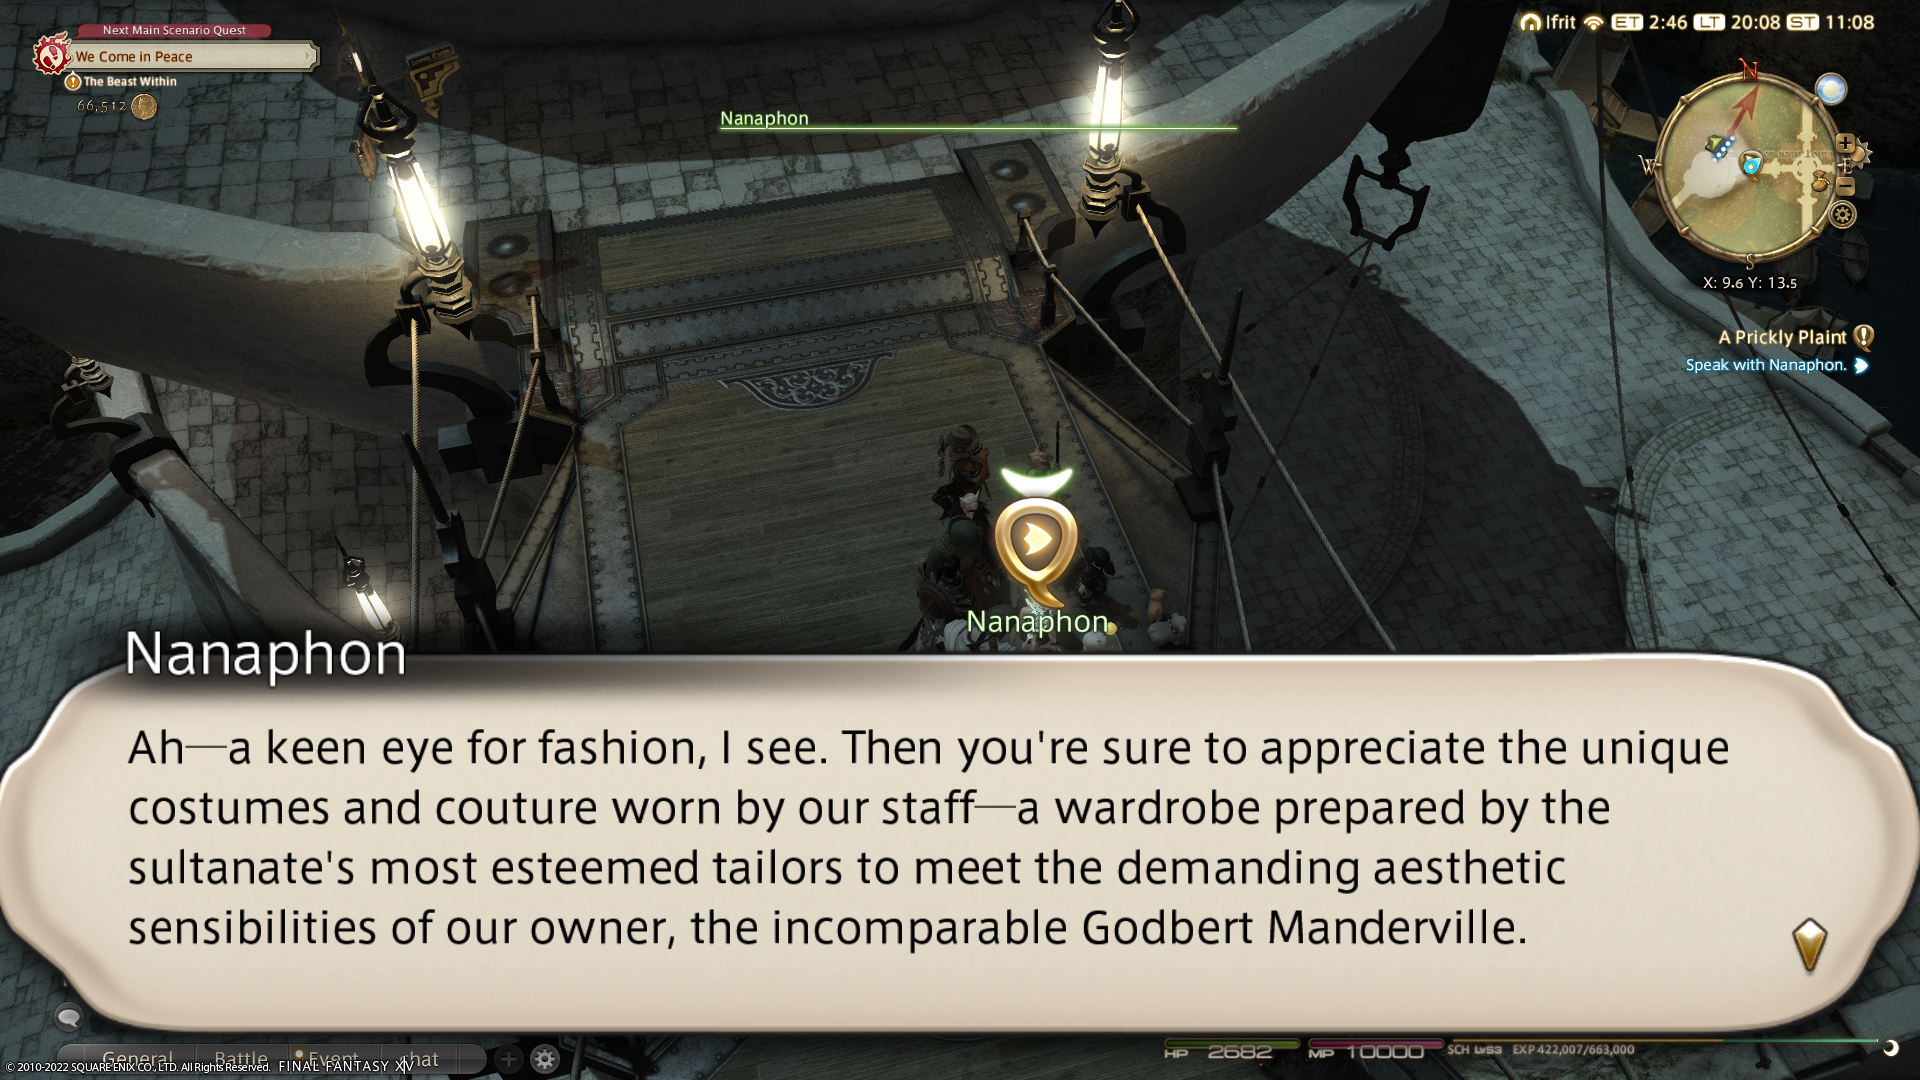 Next Main Scenario Quest
We Come in Peace
The Beast Within
66,512
Nanaphon
Ifrit ET 2:46 LT 20:08 ST 11:08
N
W
E
S
X: 9.6 Y: 13.5
A Prickly Plaint
Speak with Nanaphon.
Nanaphon
Nanaphon
Ah—a keen eye for fashion, I see. Then you're sure to appreciate the unique
costumes and couture worn by our staff—a wardrobe prepared by the
sultanate's most esteemed tailors to meet the demanding aesthetic
sensibilities of our owner, the incomparable Godbert Manderville.
General Battle Event chat
HP 2682 MP 10000 SCH Lv53 EXP 422,007/663,000
© 2010-2022 SQUARE ENIX CO., LTD. All Rights Reserved. FINAL FANTASY XIV